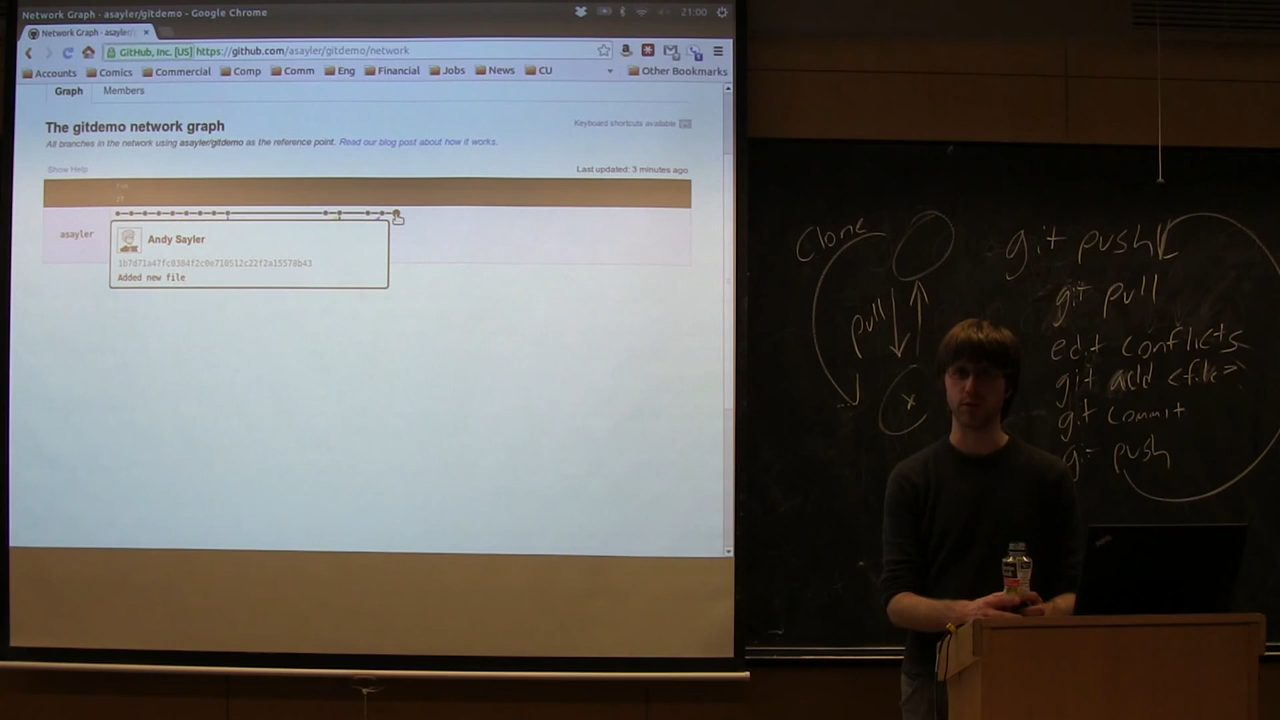 Network Graph · asayler/gitdemo - Google Chrome
21:00
Network Graph · asayler/
GitHub, Inc. [US] https://github.com/asayler/gitdemo/network
Accounts Comics Commercial Comp Comm Eng Financial Jobs News CU Other Bookmarks
Graph Members
The gitdemo network graph
Keyboard shortcuts available
All branches in the network using asayler/gitdemo as the reference point. Read our blog post about how it works.
Show Help
Last updated: 3 minutes ago
27
asayler
Andy Sayler
Added new file
Clone
pull
x
git push
git pull
edit conflicts
git add <file>
git commit
git push